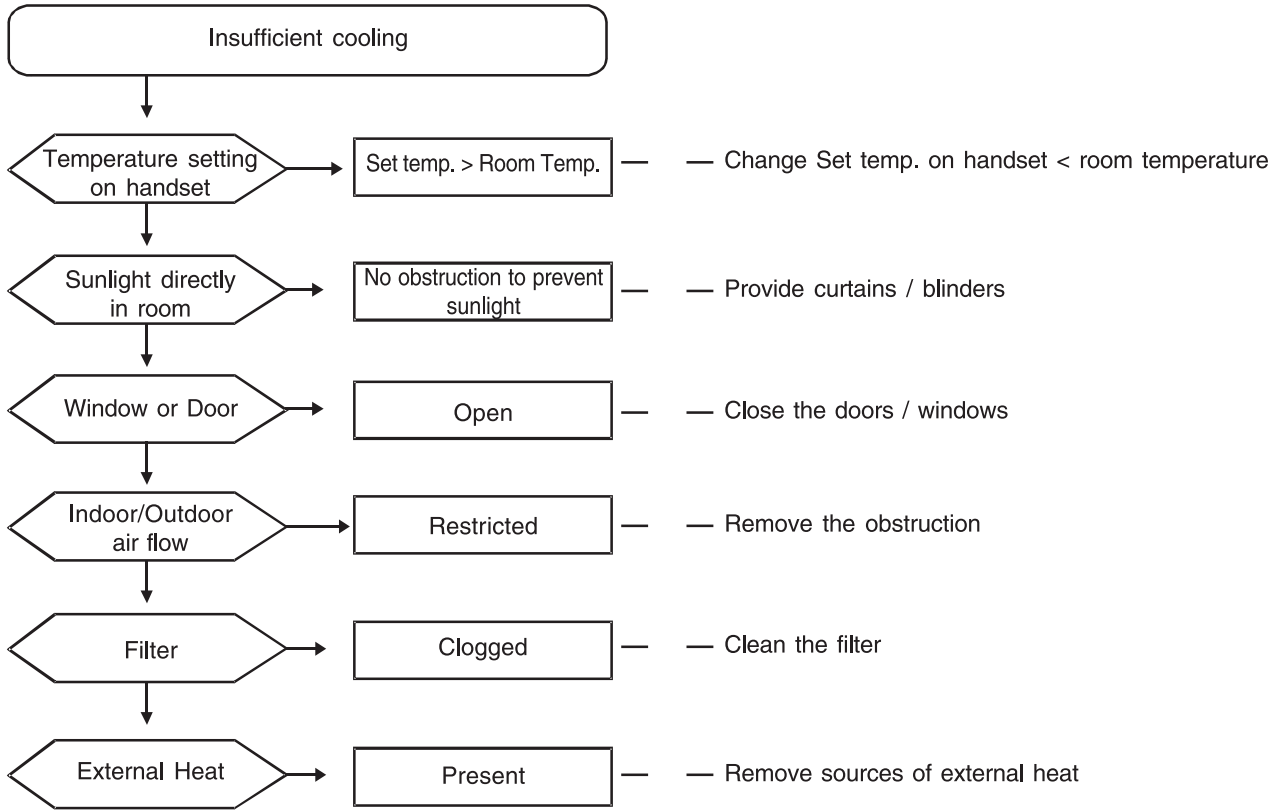 Insufficient cooling
Temperature setting
on handset
Set temp. > Room Temp.
Change Set temp. on handset < room temperature
Sunlight directly
in room
No obstruction to prevent
sunlight
Provide curtains / blinders
Window or Door
Open
Close the doors / windows
Indoor/Outdoor
air flow
Restricted
Remove the obstruction
Filter
Clogged
Clean the filter
External Heat
Present
Remove sources of external heat